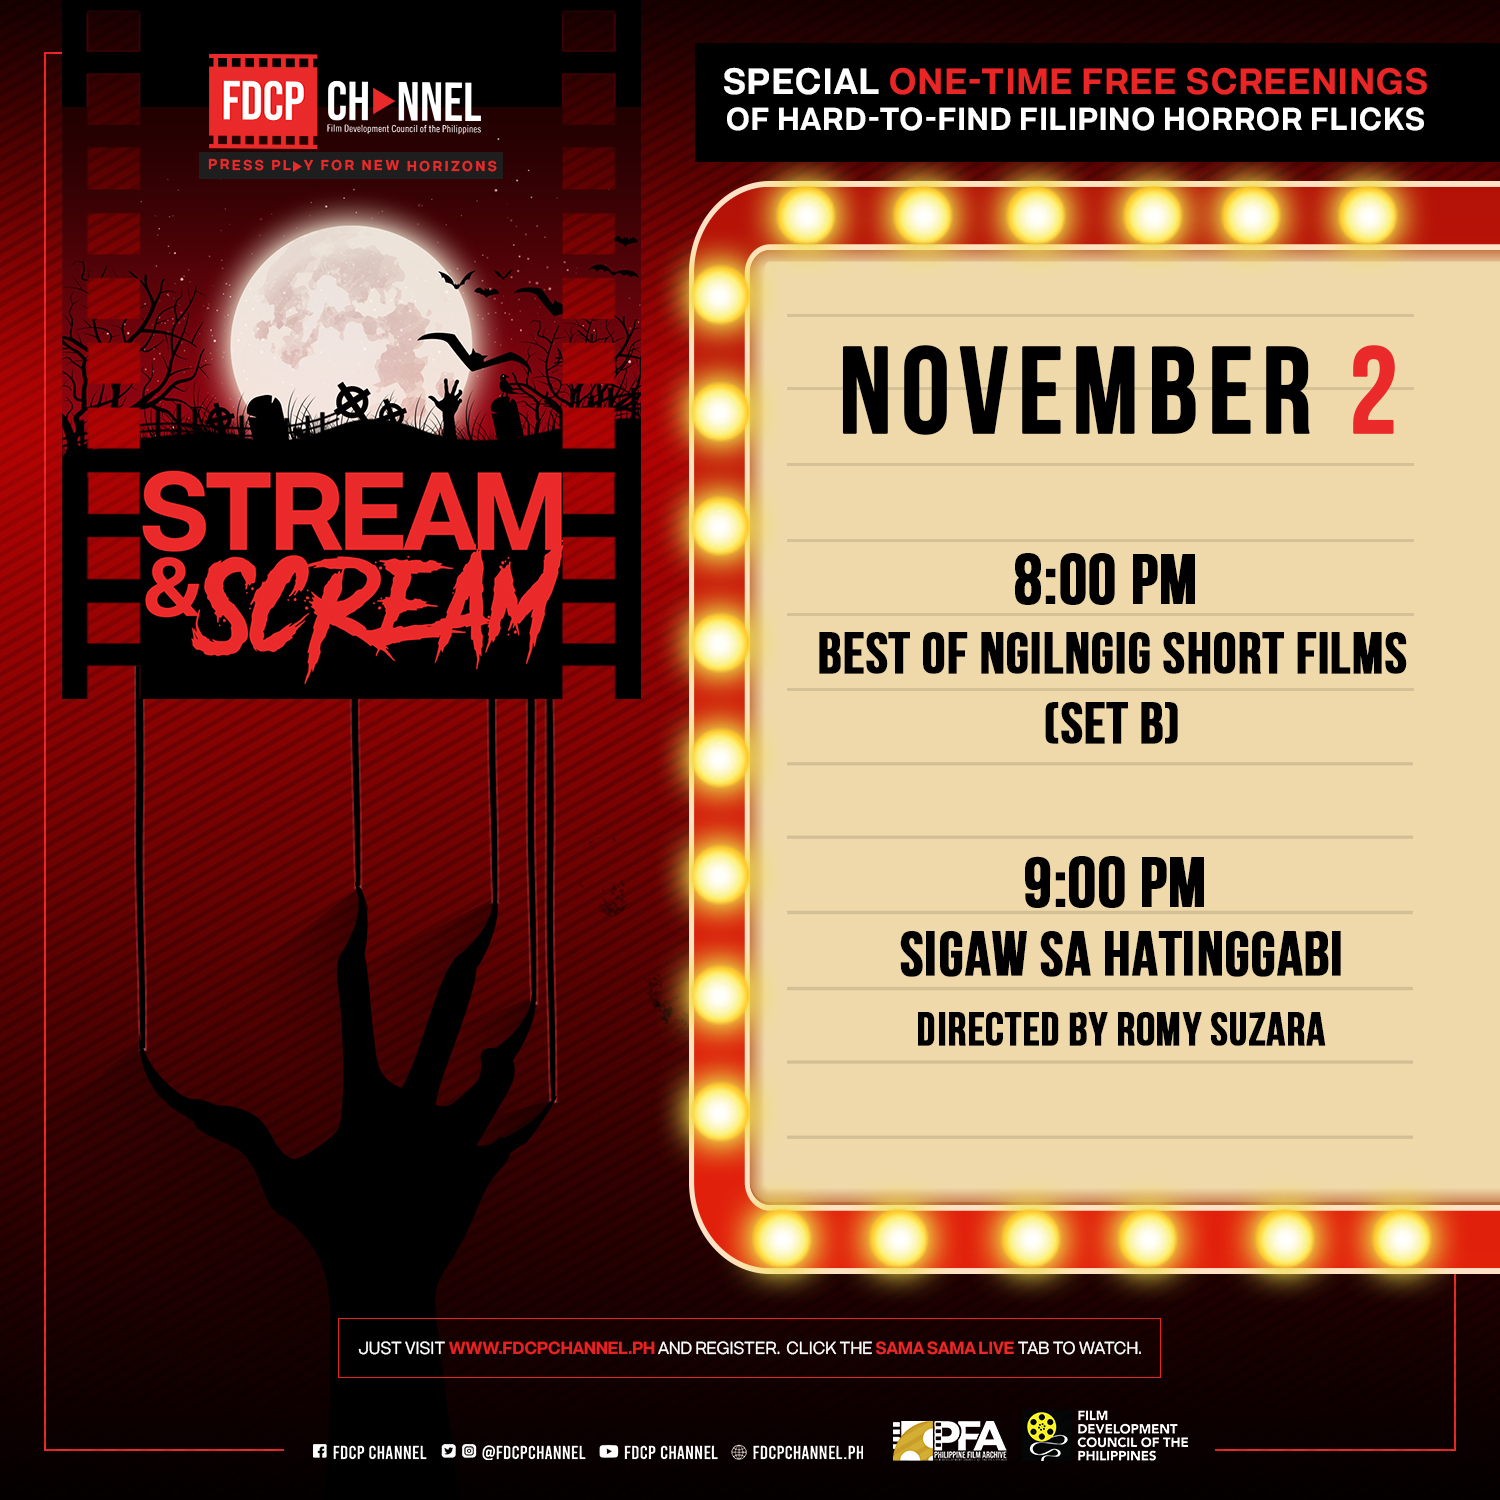 FDCP CHANNEL
Film Development Council of the Philippines
PRESS PLAY FOR NEW HORIZONS
STREAM
&SCREAM
SPECIAL ONE-TIME FREE SCREENINGS
OF HARD-TO-FIND FILIPINO HORROR FLICKS
NOVEMBER 2
8:00 PM
BEST OF NGILNGIG SHORT FILMS
(SET B)
9:00 PM
SIGAW SA HATINGGABI
DIRECTED BY ROMY SUZARA
JUST VISIT WWW.FDCPCHANNEL.PH AND REGISTER. CLICK THE SAMA SAMA LIVE TAB TO WATCH.
FDCP CHANNEL @FDCPCHANNEL FDCP CHANNEL FDCPCHANNEL.PH
PFA
PHILIPPINE FILM ARCHIVE
FILM
DEVELOPMENT
COUNCIL OF THE
PHILIPPINES